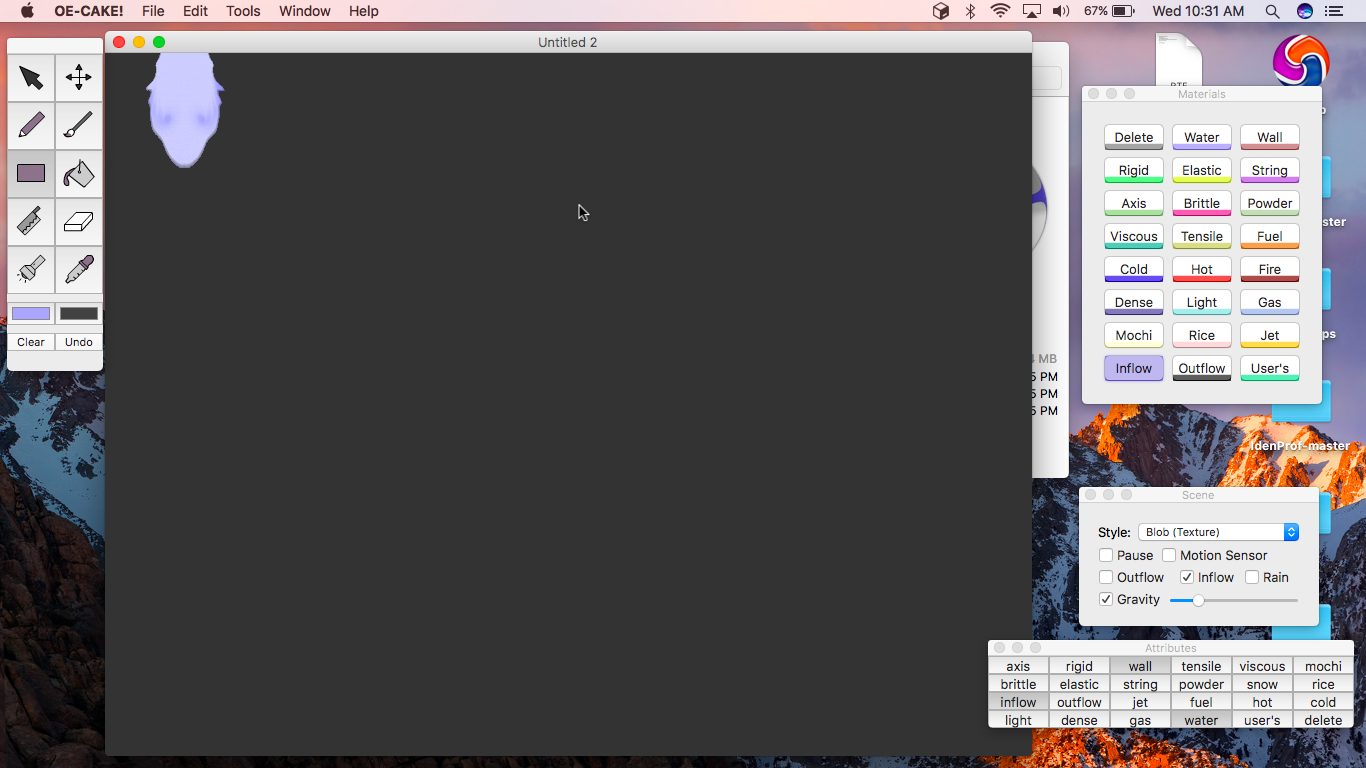 OE-CAKE! File Edit Tools Window Help 67% Wed 10:31 AM
Untitled 2
Clear Undo
MB
5 PM
5 PM
5 PM
Materials
Delete Water Wall
Rigid Elastic String
Axis Brittle Powder
Viscous Tensile Fuel
Cold Hot Fire
Dense Light Gas
Mochi Rice Jet
Inflow Outflow User's
ster
ps
IdenProf-master
Scene
Style: Blob (Texture)
Pause Motion Sensor
Outflow Inflow Rain
Gravity
Attributes
axis rigid wall tensile viscous mochi
brittle elastic string powder snow rice
inflow outflow jet fuel hot cold
light dense gas water user's delete